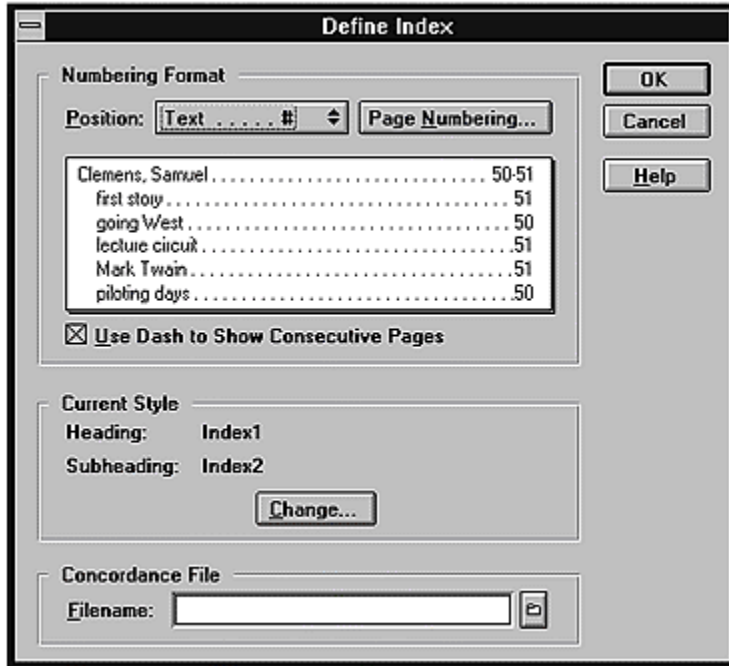 Define Index
Numbering Format
Position: Text . . . . . # Page Numbering...
Clemens, Samuel . . . . . . . . . . . . . . . . . . . . . . . . . . . . 50-51
first story . . . . . . . . . . . . . . . . . . . . . . . . . . . . . . . . . . . 51
going West . . . . . . . . . . . . . . . . . . . . . . . . . . . . . . . . . 50
lecture circuit . . . . . . . . . . . . . . . . . . . . . . . . . . . . . . . . 51
Mark Twain . . . . . . . . . . . . . . . . . . . . . . . . . . . . . . . . 51
piloting days . . . . . . . . . . . . . . . . . . . . . . . . . . . . . . . . 50
Use Dash to Show Consecutive Pages
Current Style
Heading: Index1
Subheading: Index2
Change...
Concordance File
Filename:
OK
Cancel
Help